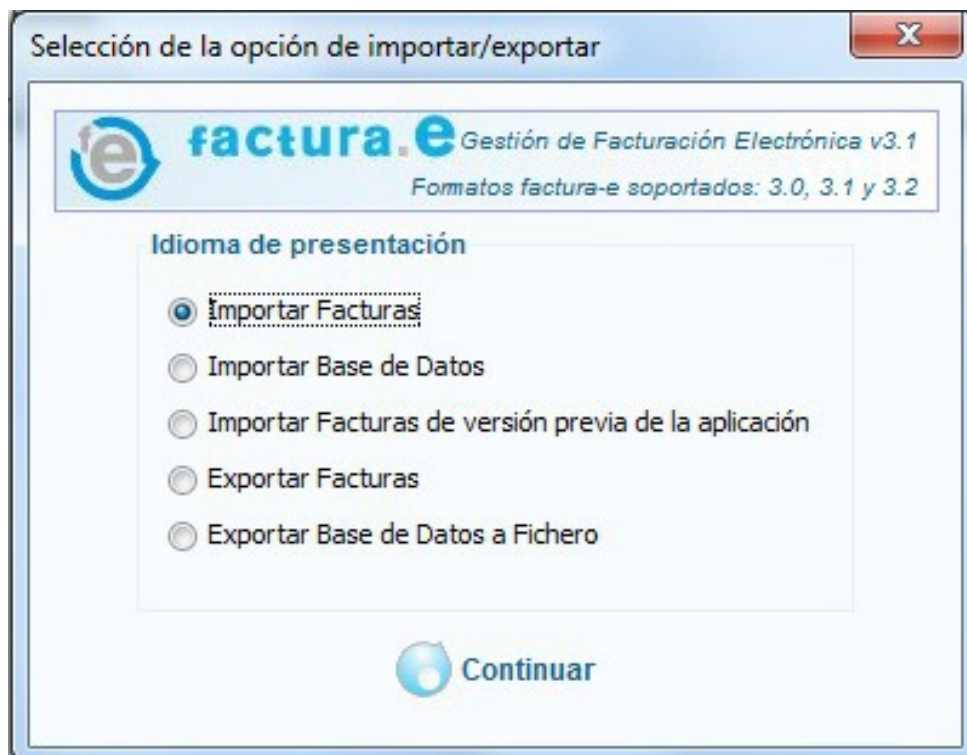 Selección de la opción de importar/exportar
factura.e Gestión de Facturación Electrónica v3.1
Formatos factura-e soportados: 3.0, 3.1 y 3.2
Idioma de presentación
Importar Facturas
Importar Base de Datos
Importar Facturas de versión previa de la aplicación
Exportar Facturas
Exportar Base de Datos a Fichero
Continuar